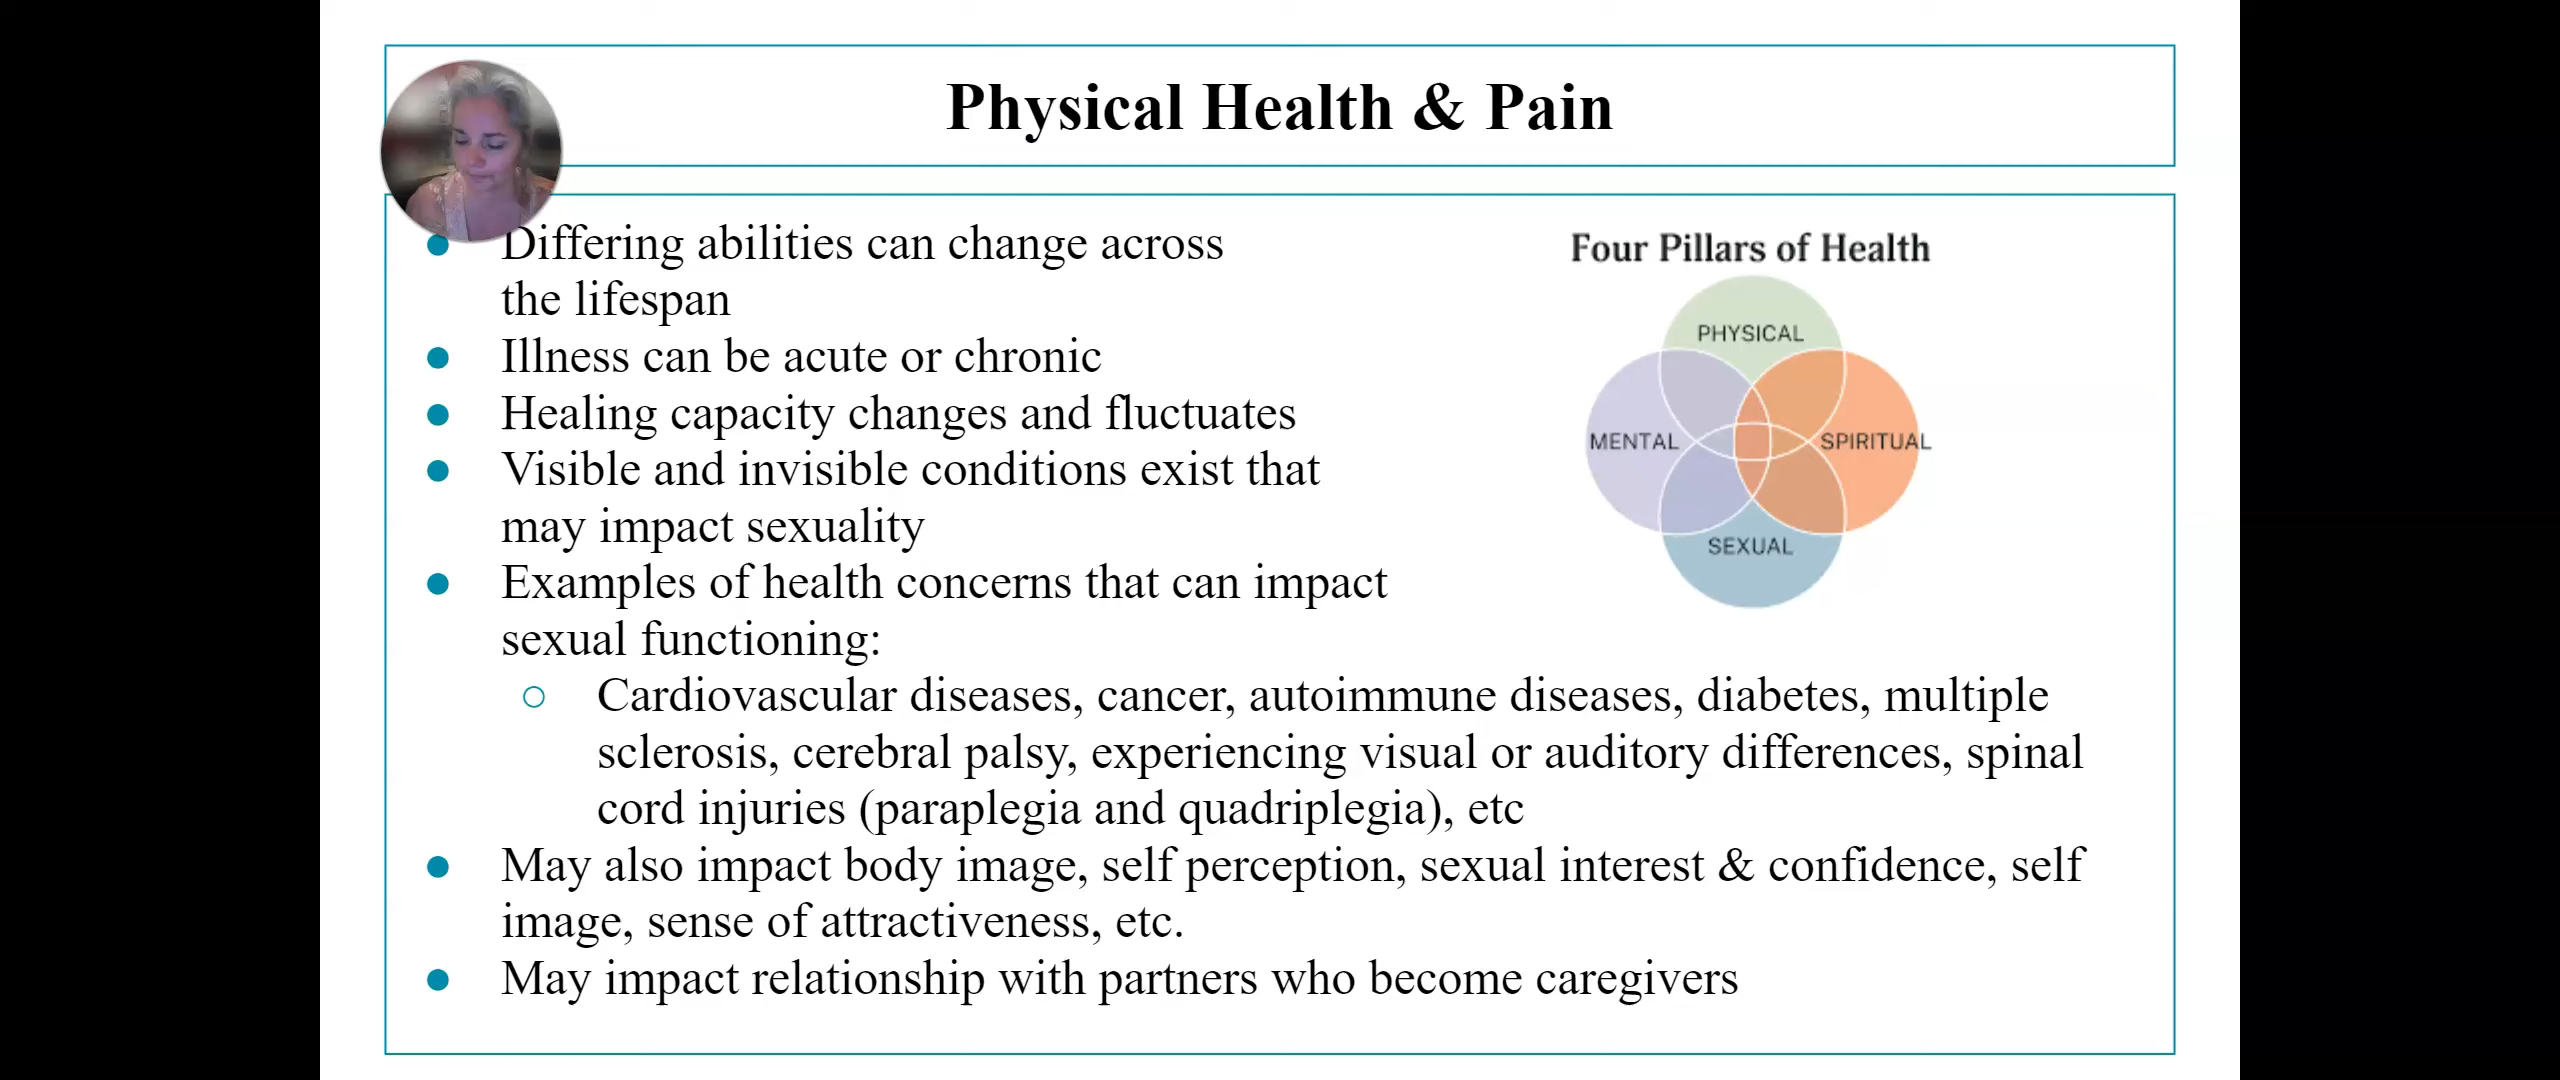 Physical Health & Pain
Differing abilities can change across
the lifespan
Illness can be acute or chronic
Healing capacity changes and fluctuates
Visible and invisible conditions exist that
may impact sexuality
Examples of health concerns that can impact
sexual functioning:
Cardiovascular diseases, cancer, autoimmune diseases, diabetes, multiple
sclerosis, cerebral palsy, experiencing visual or auditory differences, spinal
cord injuries (paraplegia and quadriplegia), etc
May also impact body image, self perception, sexual interest & confidence, self
image, sense of attractiveness, etc.
May impact relationship with partners who become caregivers
Four Pillars of Health
PHYSICAL
MENTAL
SPIRITUAL
SEXUAL